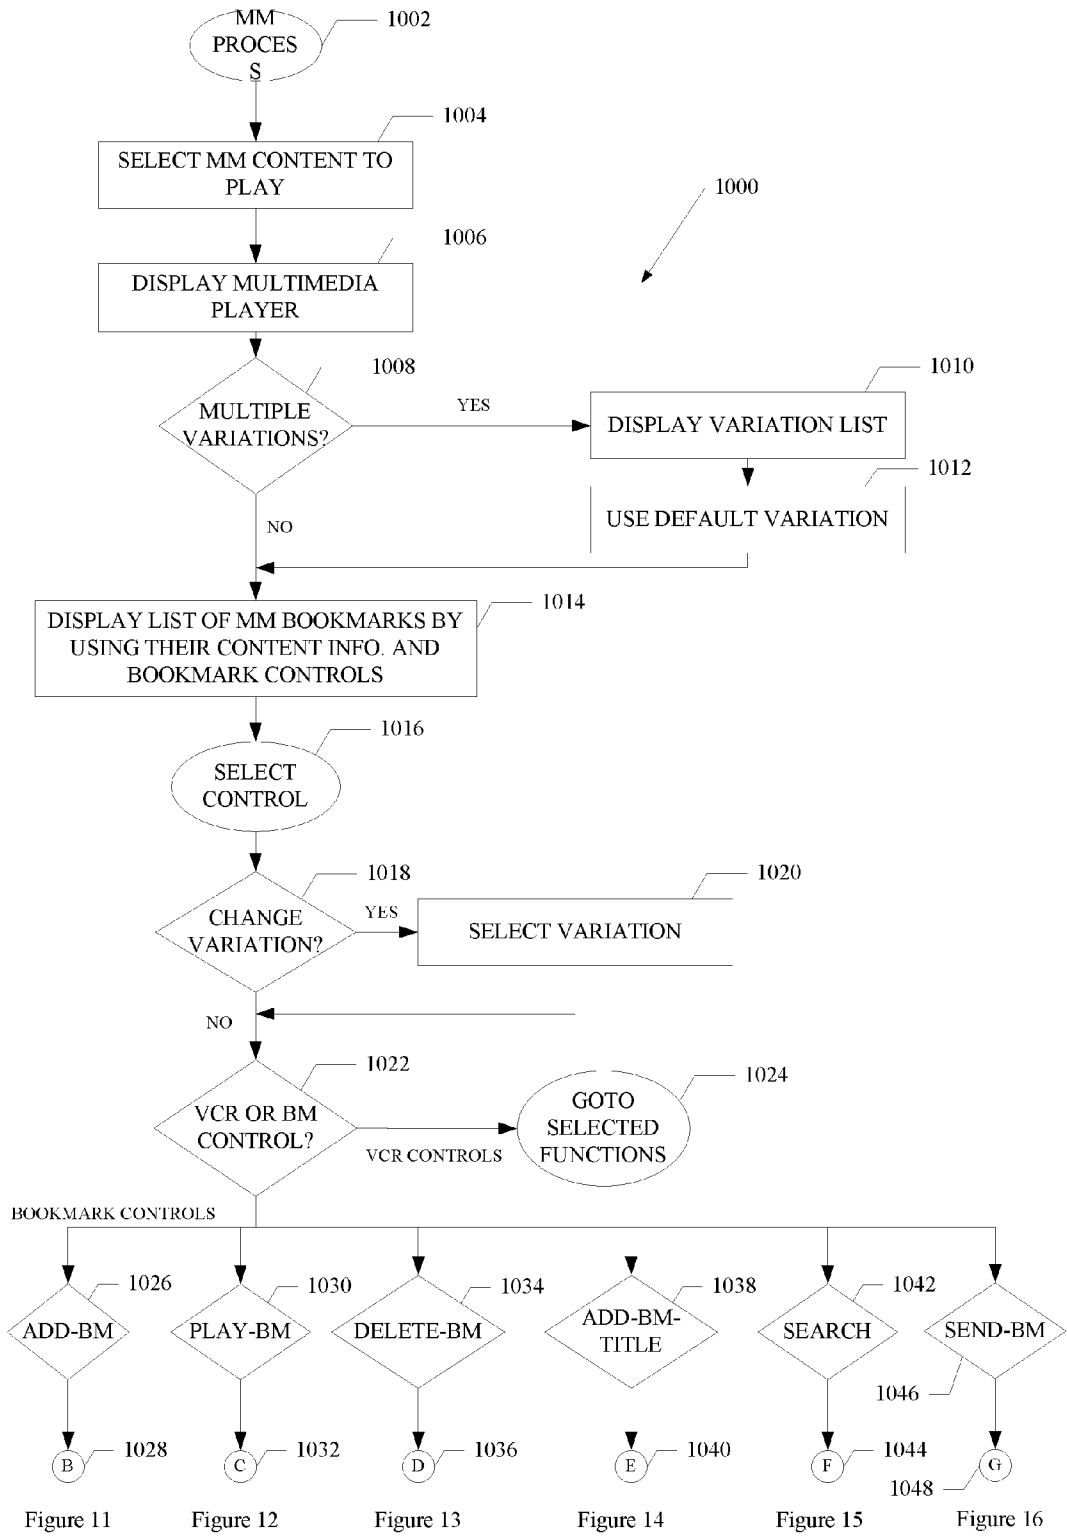 MM
PROCES
S
1002
1004
SELECT MM CONTENT TO
PLAY
1000
1006
DISPLAY MULTIMEDIA
PLAYER
1008
MULTIPLE
VARIATIONS?
YES
1010
DISPLAY VARIATION LIST
1012
USE DEFAULT VARIATION
NO
1014
DISPLAY LIST OF MM BOOKMARKS BY
USING THEIR CONTENT INFO. AND
BOOKMARK CONTROLS
1016
SELECT
CONTROL
1018
CHANGE
VARIATION?
YES
1020
SELECT VARIATION
NO
1022
VCR OR BM
CONTROL?
VCR CONTROLS
1024
GOTO
SELECTED
FUNCTIONS
BOOKMARK CONTROLS
1026
ADD-BM
1030
PLAY-BM
1034
DELETE-BM
1038
ADD-BM-
TITLE
1042
SEARCH
SEND-BM
1046
B
1028
C
1032
D
1036
E
1040
F
1044
G
1048
Figure 11
Figure 12
Figure 13
Figure 14
Figure 15
Figure 16